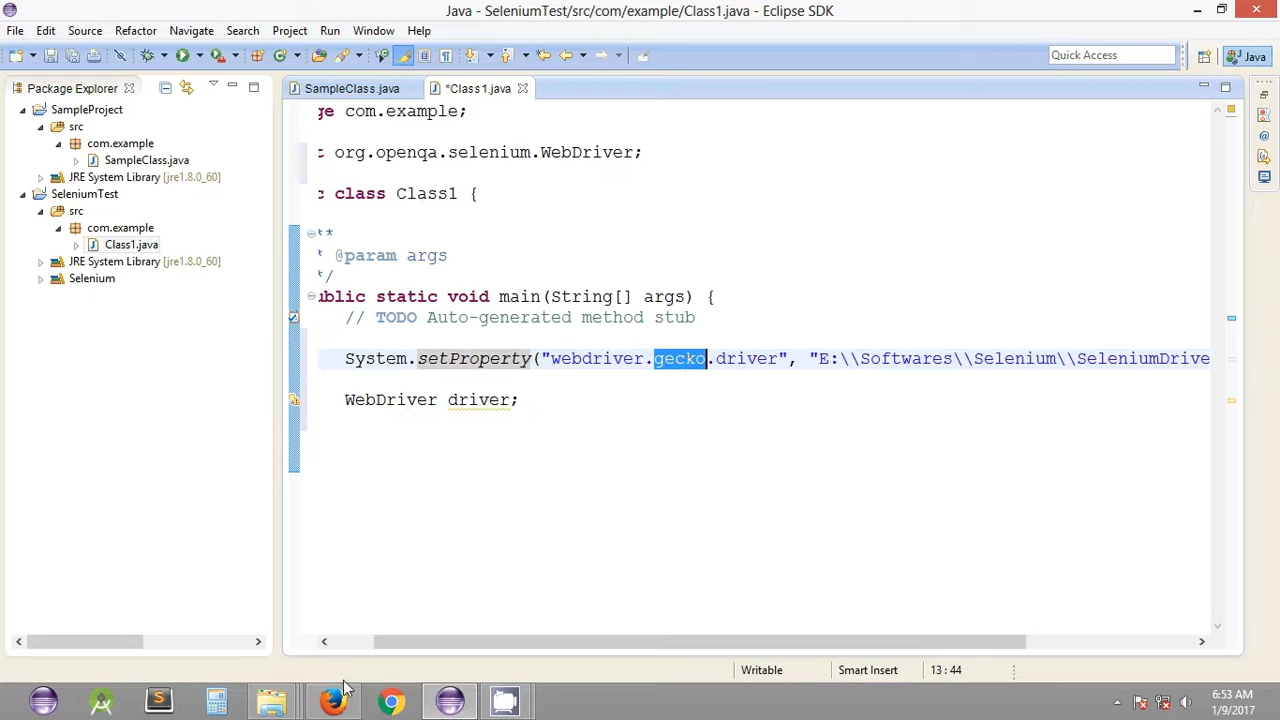 Java - SeleniumTest/src/com/example/Class1.java - Eclipse SDK
File Edit Source Refactor Navigate Search Project Run Window Help
Quick Access
Java
Package Explorer
SampleClass.java
*Class1.java
SampleProject
src
com.example
SampleClass.java
JRE System Library [jre1.8.0_60]
SeleniumTest
src
com.example
Class1.java
JRE System Library [jre1.8.0_60]
Selenium
ge com.example;
t org.openqa.selenium.WebDriver;
c class Class1 {
**
* @param args
*/
ublic static void main(String[] args) {
// TODO Auto-generated method stub
System.setProperty("webdriver.gecko.driver", "E:\\Softwares\\Selenium\\SeleniumDrive
WebDriver driver;
Writable
Smart Insert
13 : 44
6:53 AM
1/9/2017